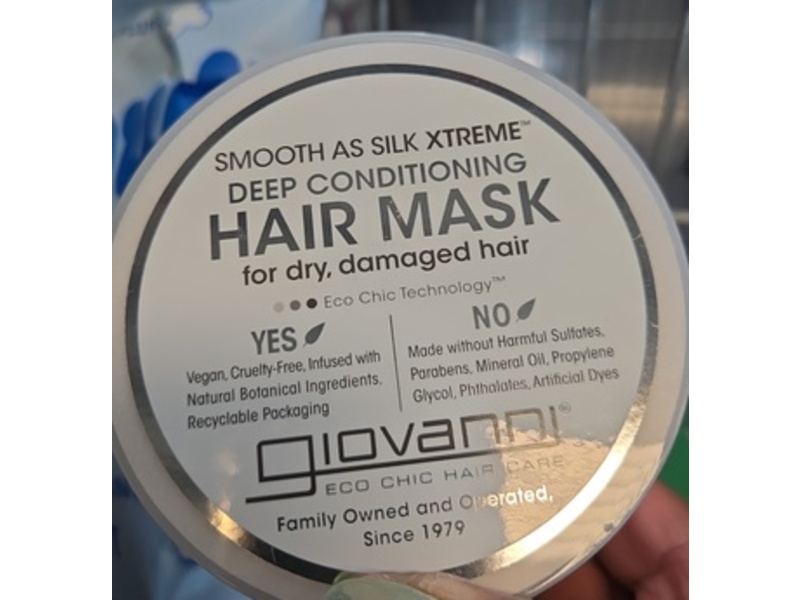 SMOOTH AS SILK XTREME™
DEEP CONDITIONING
HAIR MASK
for dry, damaged hair
Eco Chic Technology™
YES
Vegan, Cruelty-Free, Infused with
Natural Botanical Ingredients,
Recyclable Packaging
NO
Made without Harmful Sulfates,
Parabens, Mineral Oil, Propylene
Glycol, Phthalates, Artificial Dyes
giovanni®
ECO CHIC HAIR CARE
Family Owned and Operated,
Since 1979